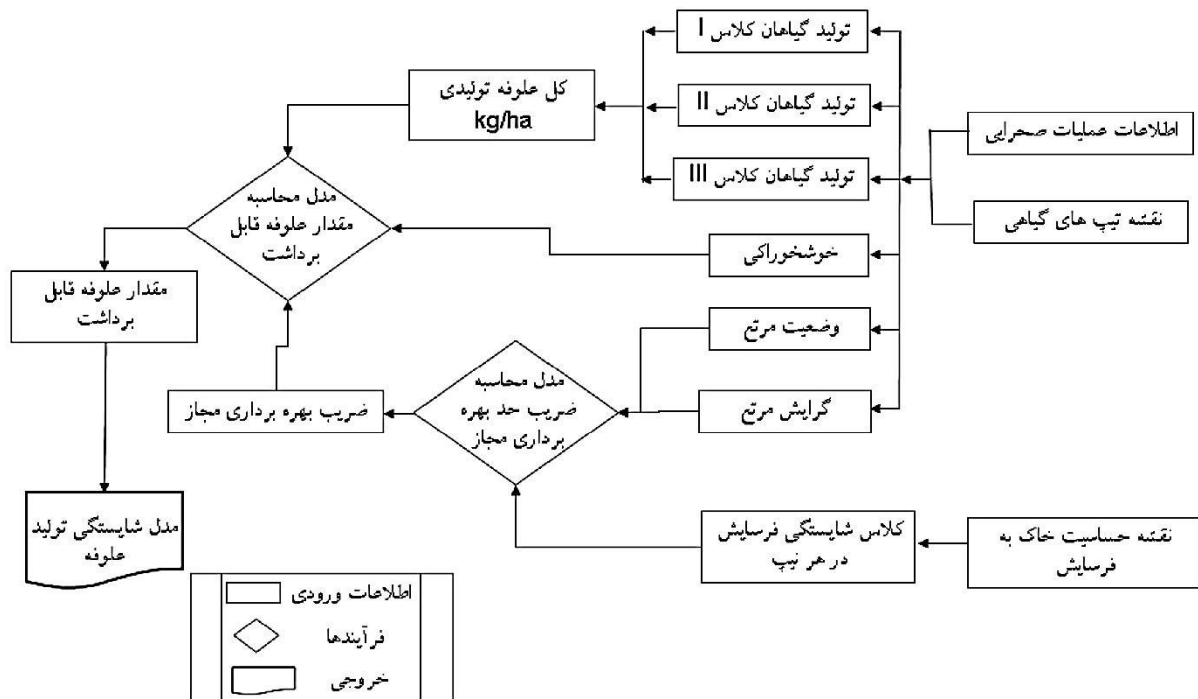 تولید گیاهان کلاس I
تولید گیاهان کلاس II
تولید گیاهان کلاس III
کل علوفه تولیدی
kg/ha
اطلاعات عملیات صحرایی
نقشه تیپ های گیاهی
مدل محاسبه
مقدار علوفه قابل
برداشت
خوشخوراکی
مقدار علوفه قابل
برداشت
وضعیت مرتع
گرایش مرتع
مدل محاسبه
ضریب حد بهره
برداری مجاز
ضریب بهره برداری مجاز
نقشه حساسیت خاک به
فرسایش
کلاس شایستگی فرسایش
در هر تیپ
مدل شایستگی تولید
علوفه
اطلاعات ورودی
فرآیندها
خروجی